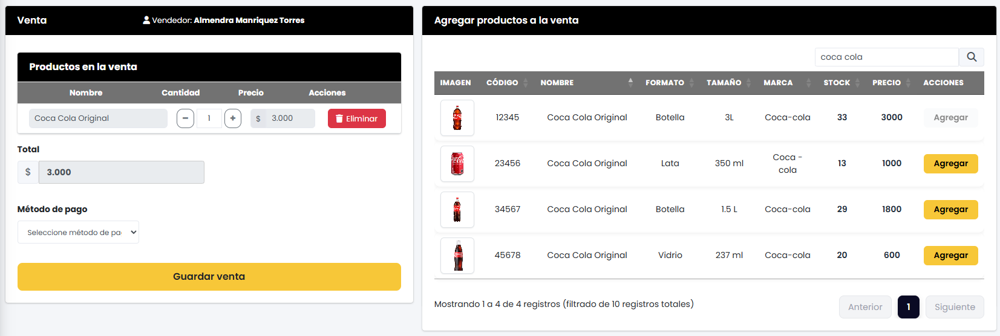 Venta
Vendedor: Almendra Manriquez Torres
Productos en la venta
Nombre Cantidad Precio Acciones
Coca Cola Original − 1 + $ 3.000 Eliminar
Total
$ 3.000
Método de pago
Seleccione método de pa
Guardar venta
Agregar productos a la venta
coca cola
IMAGEN CÓDIGO NOMBRE FORMATO TAMAÑO MARCA STOCK PRECIO ACCIONES
12345 Coca Cola Original Botella 3L Coca-cola 33 3000 Agregar
23456 Coca Cola Original Lata 350 ml Coca - cola 13 1000 Agregar
34567 Coca Cola Original Botella 1.5 L Coca-cola 29 1800 Agregar
45678 Coca Cola Original Vidrio 237 ml Coca-cola 20 600 Agregar
Mostrando 1 a 4 de 4 registros (filtrado de 10 registros totales)
Anterior 1 Siguiente